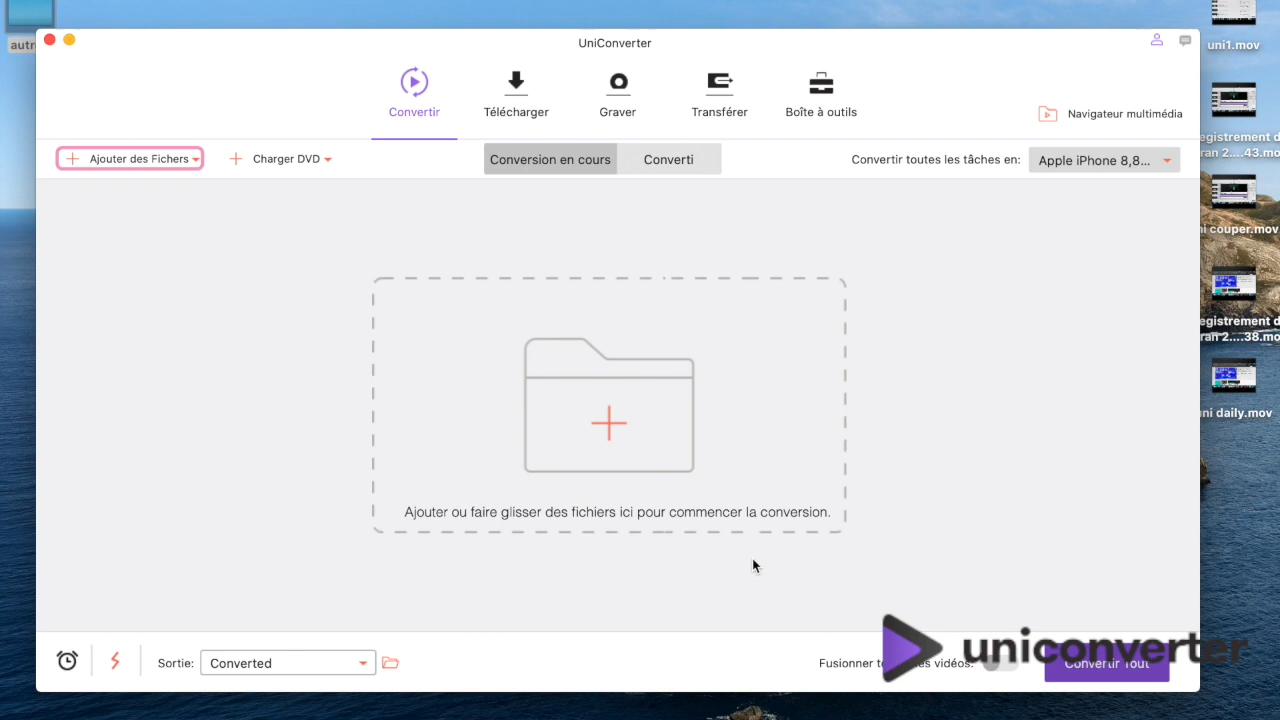 autr
UniConverter
uni1.mov
Convertir
Télécharger
Graver
Transférer
Boîte à outils
Navigateur multimédia
egistrement d
ran 2....43.mo
Ajouter des Fichers
Charger DVD
Conversion en cours
Converti
Convertir toutes les tâches en:
Apple iPhone 8,8...
ni couper.mov
egistrement d
ran 2....38.mo
uni daily.mov
Ajouter ou faire glisser des fichiers ici pour commencer la conversion.
Sortie:
Converted
Fusionner to
es vidéos:
Convertir Tout
uniconverter